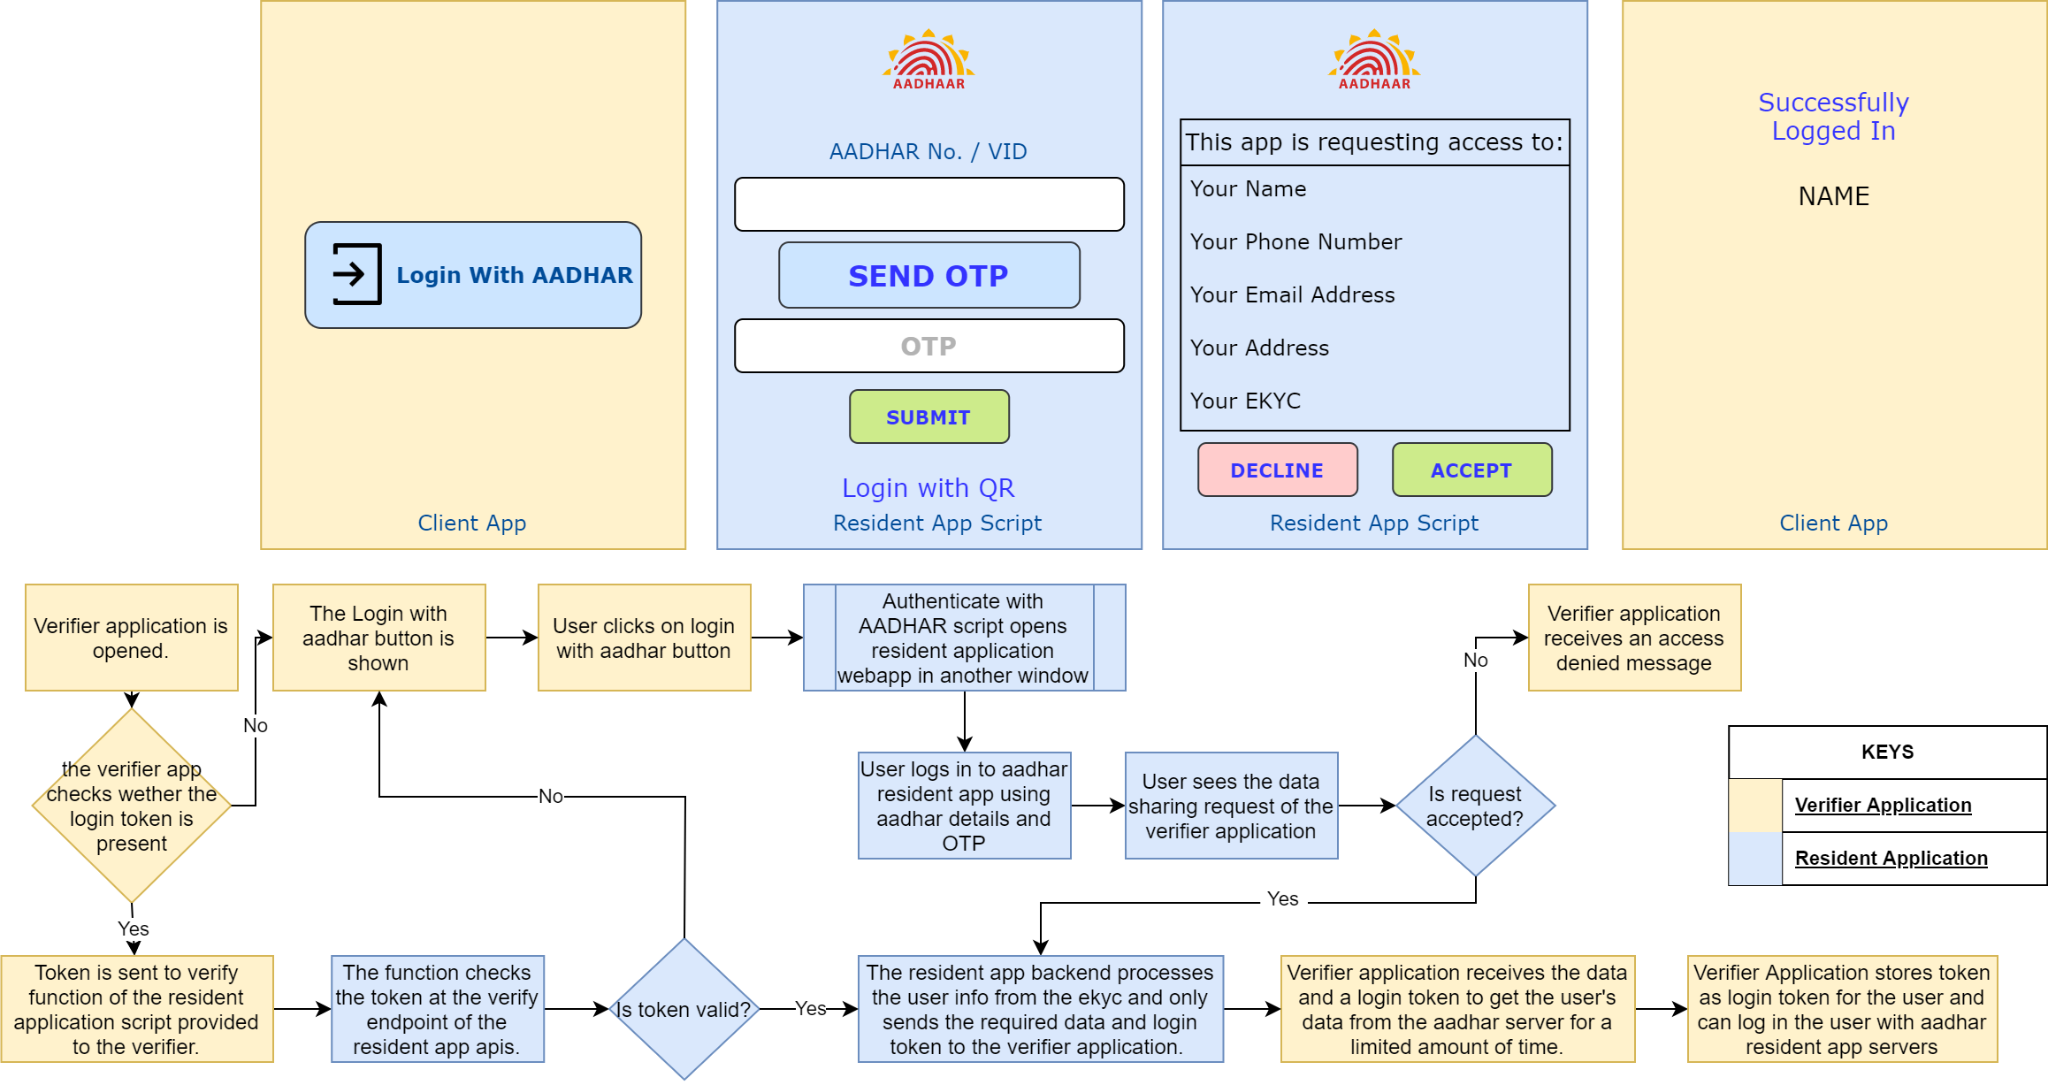 AADHAAR
AADHAAR
Login With AADHAR
Client App
AADHAR No. / VID
SEND OTP
OTP
SUBMIT
Login with QR
Resident App Script
This app is requesting access to:
Your Name
Your Phone Number
Your Email Address
Your Address
Your EKYC
DECLINE
ACCEPT
Resident App Script
Successfully
Logged In
NAME
Client App
Verifier application is
opened.
No
The Login with
aadhar button is
shown
User clicks on login
with aadhar button
Authenticate with
AADHAR script opens
resident application
webapp in another window
No
Verifier application
receives an access
denied message
the verifier app
checks wether the
login token is
present
No
User logs in to aadhar
resident app using
aadhar details and
OTP
User sees the data
sharing request of the
verifier application
Is request
accepted?
KEYS
Verifier Application
Resident Application
Yes
Yes
Token is sent to verify
function of the resident
application script provided
to the verifier.
The function checks
the token at the verify
endpoint of the
resident app apis.
Is token valid?
Yes
The resident app backend processes
the user info from the ekyc and only
sends the required data and login
token to the verifier application.
Verifier application receives the data
and a login token to get the user's
data from the aadhar server for a
limited amount of time.
Verifier Application stores token
as login token for the user and
can log in the user with aadhar
resident app servers